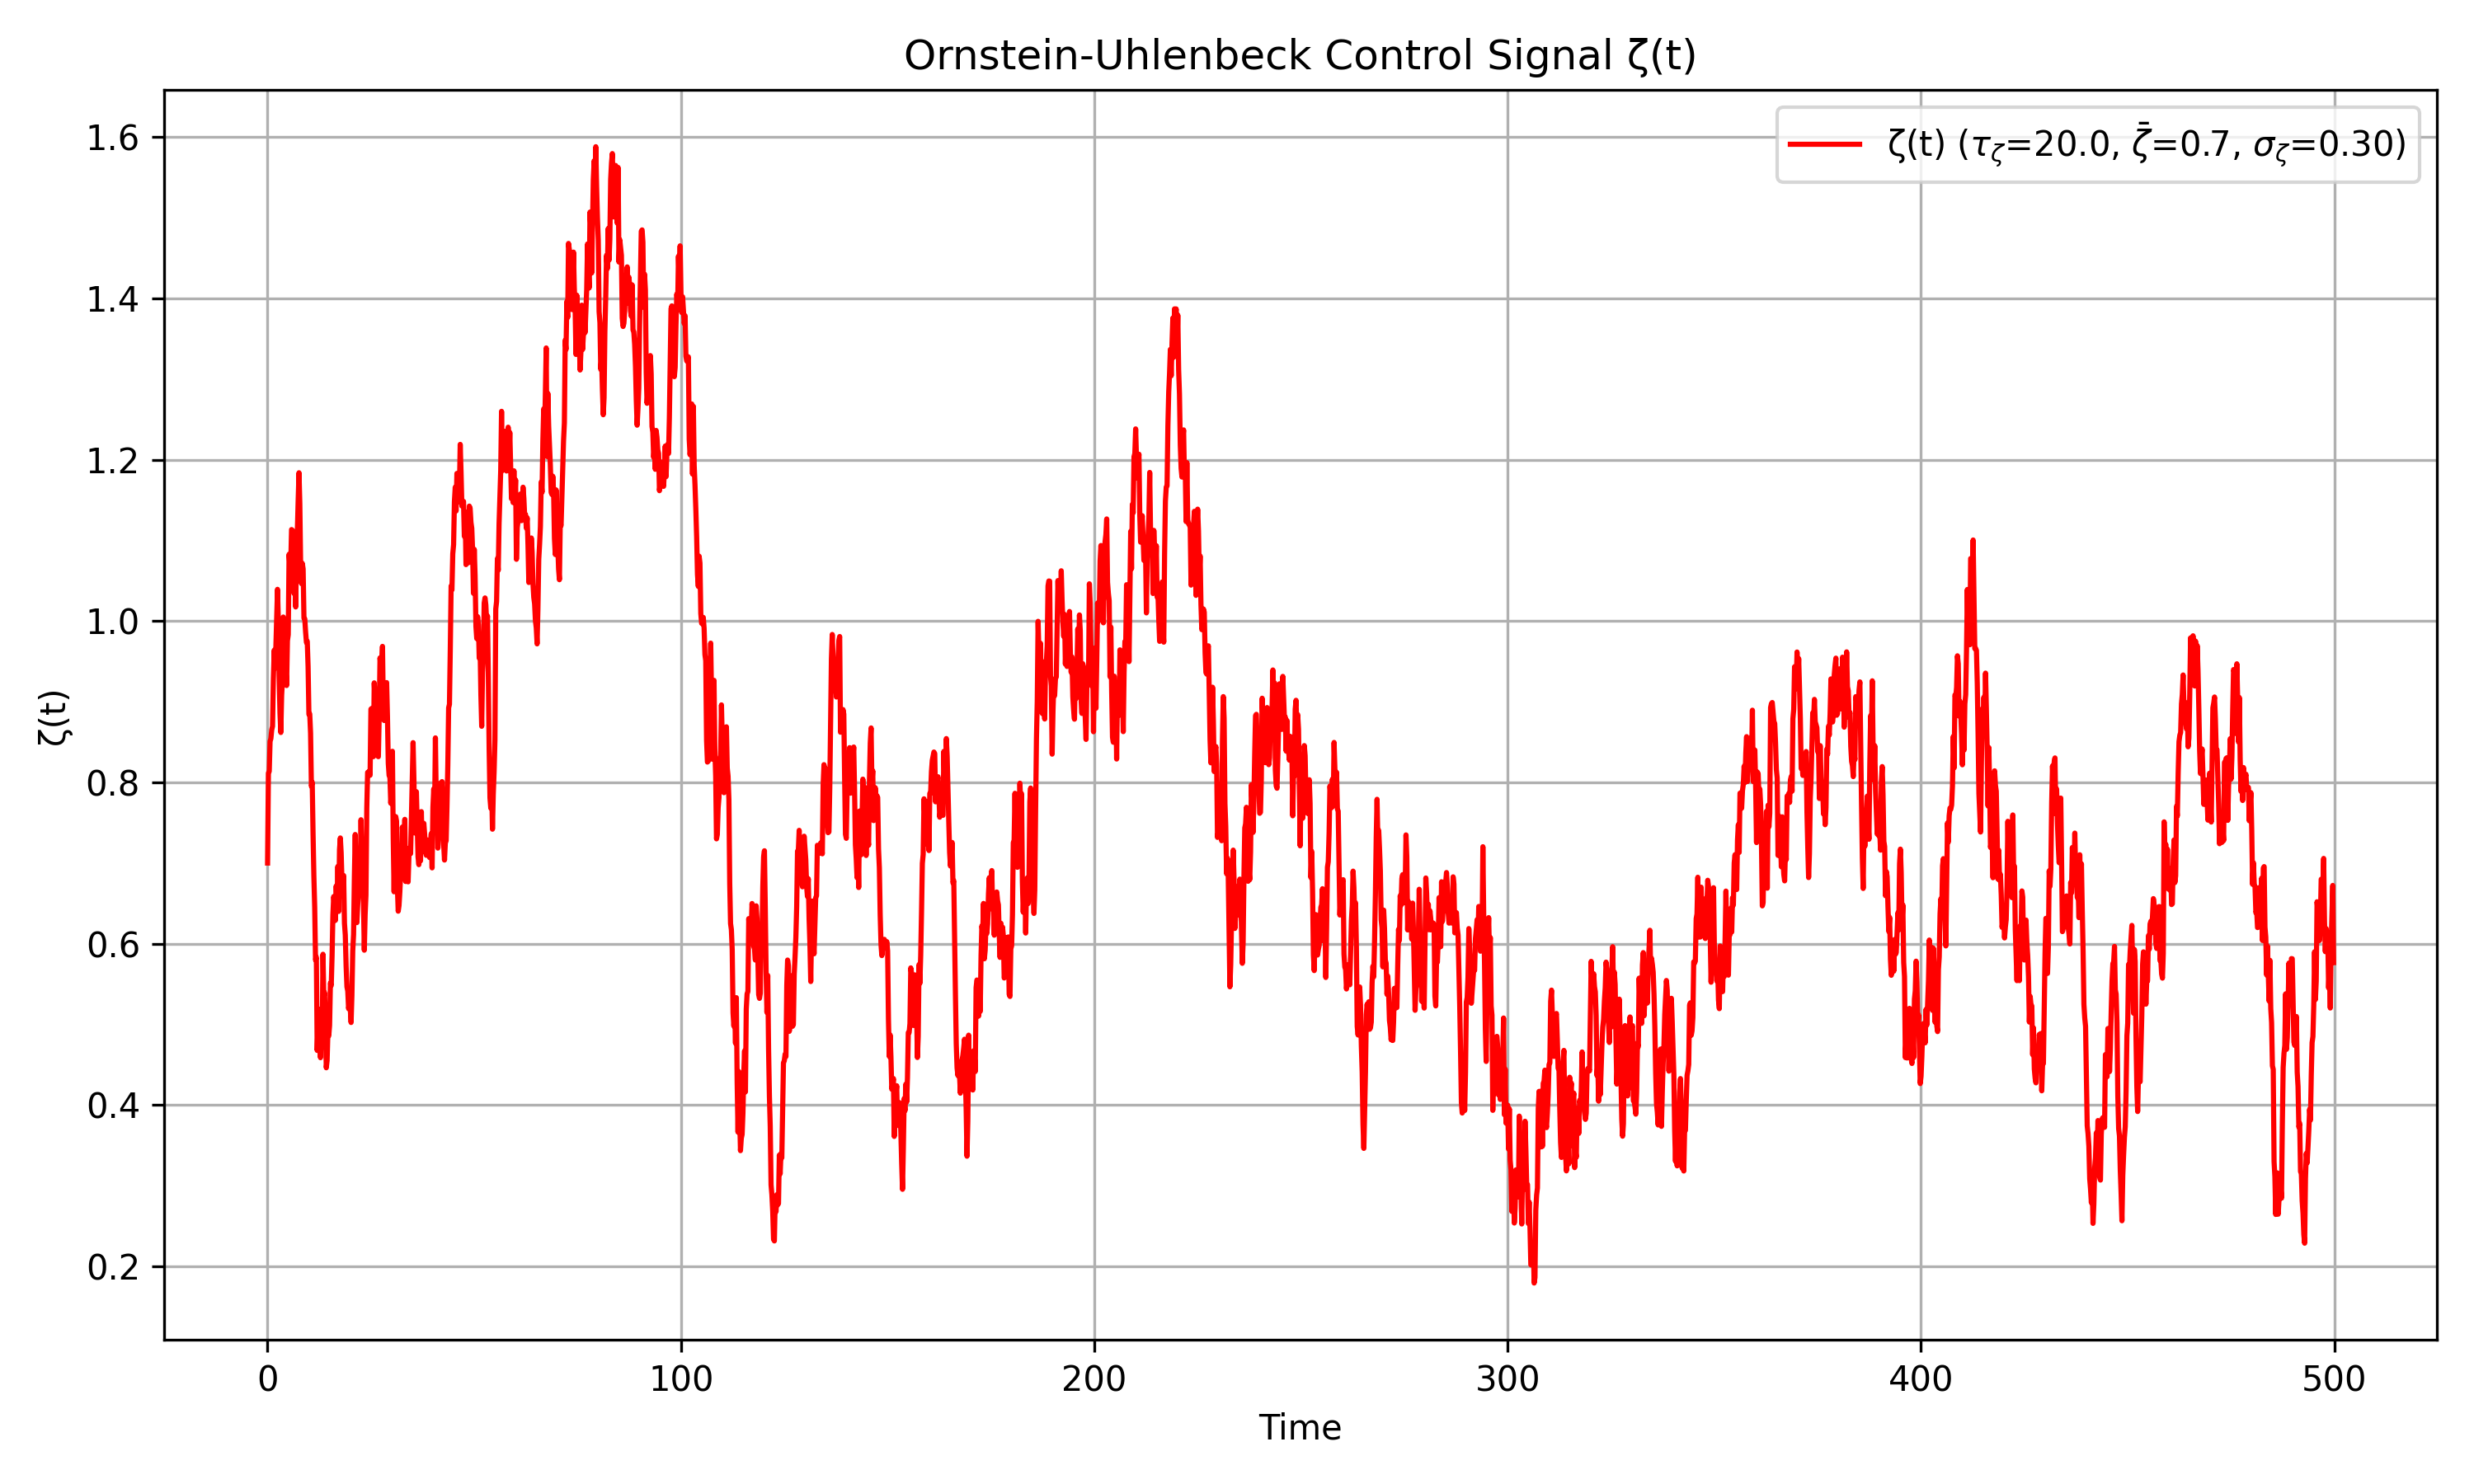 Ornstein-Uhlenbeck Control Signal ζ(t)
ζ(t) (τ_ζ=20.0, ζ̄=0.7, σ_ζ=0.30)
ζ(t)
1.6
1.4
1.2
1.0
0.8
0.6
0.4
0.2
0 100 200 300 400 500
Time